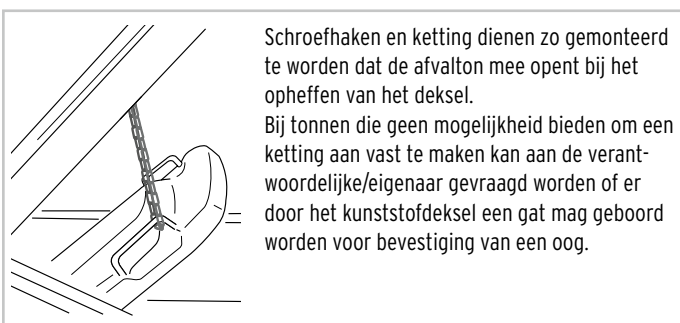 Schroefhaken en ketting dienen zo gemonteerd
te worden dat de afvalton mee opent bij het
opheffen van het deksel.
Bij tonnen die geen mogelijkheid bieden om een
ketting aan vast te maken kan aan de verant-
woordelijke/eigenaar gevraagd worden of er
door het kunststofdeksel een gat mag geboord
worden voor bevestiging van een oog.